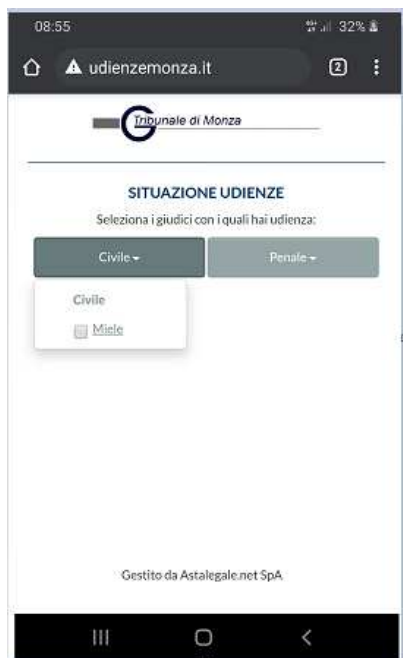 08:55
32%
udienzemonza.it
2
Tribunale di Monza
SITUAZIONE UDIENZE
Seleziona i giudici con i quali hai udienza:
Civile
Penale
Civile
Miele
Gestito da Astalegale.net SpA